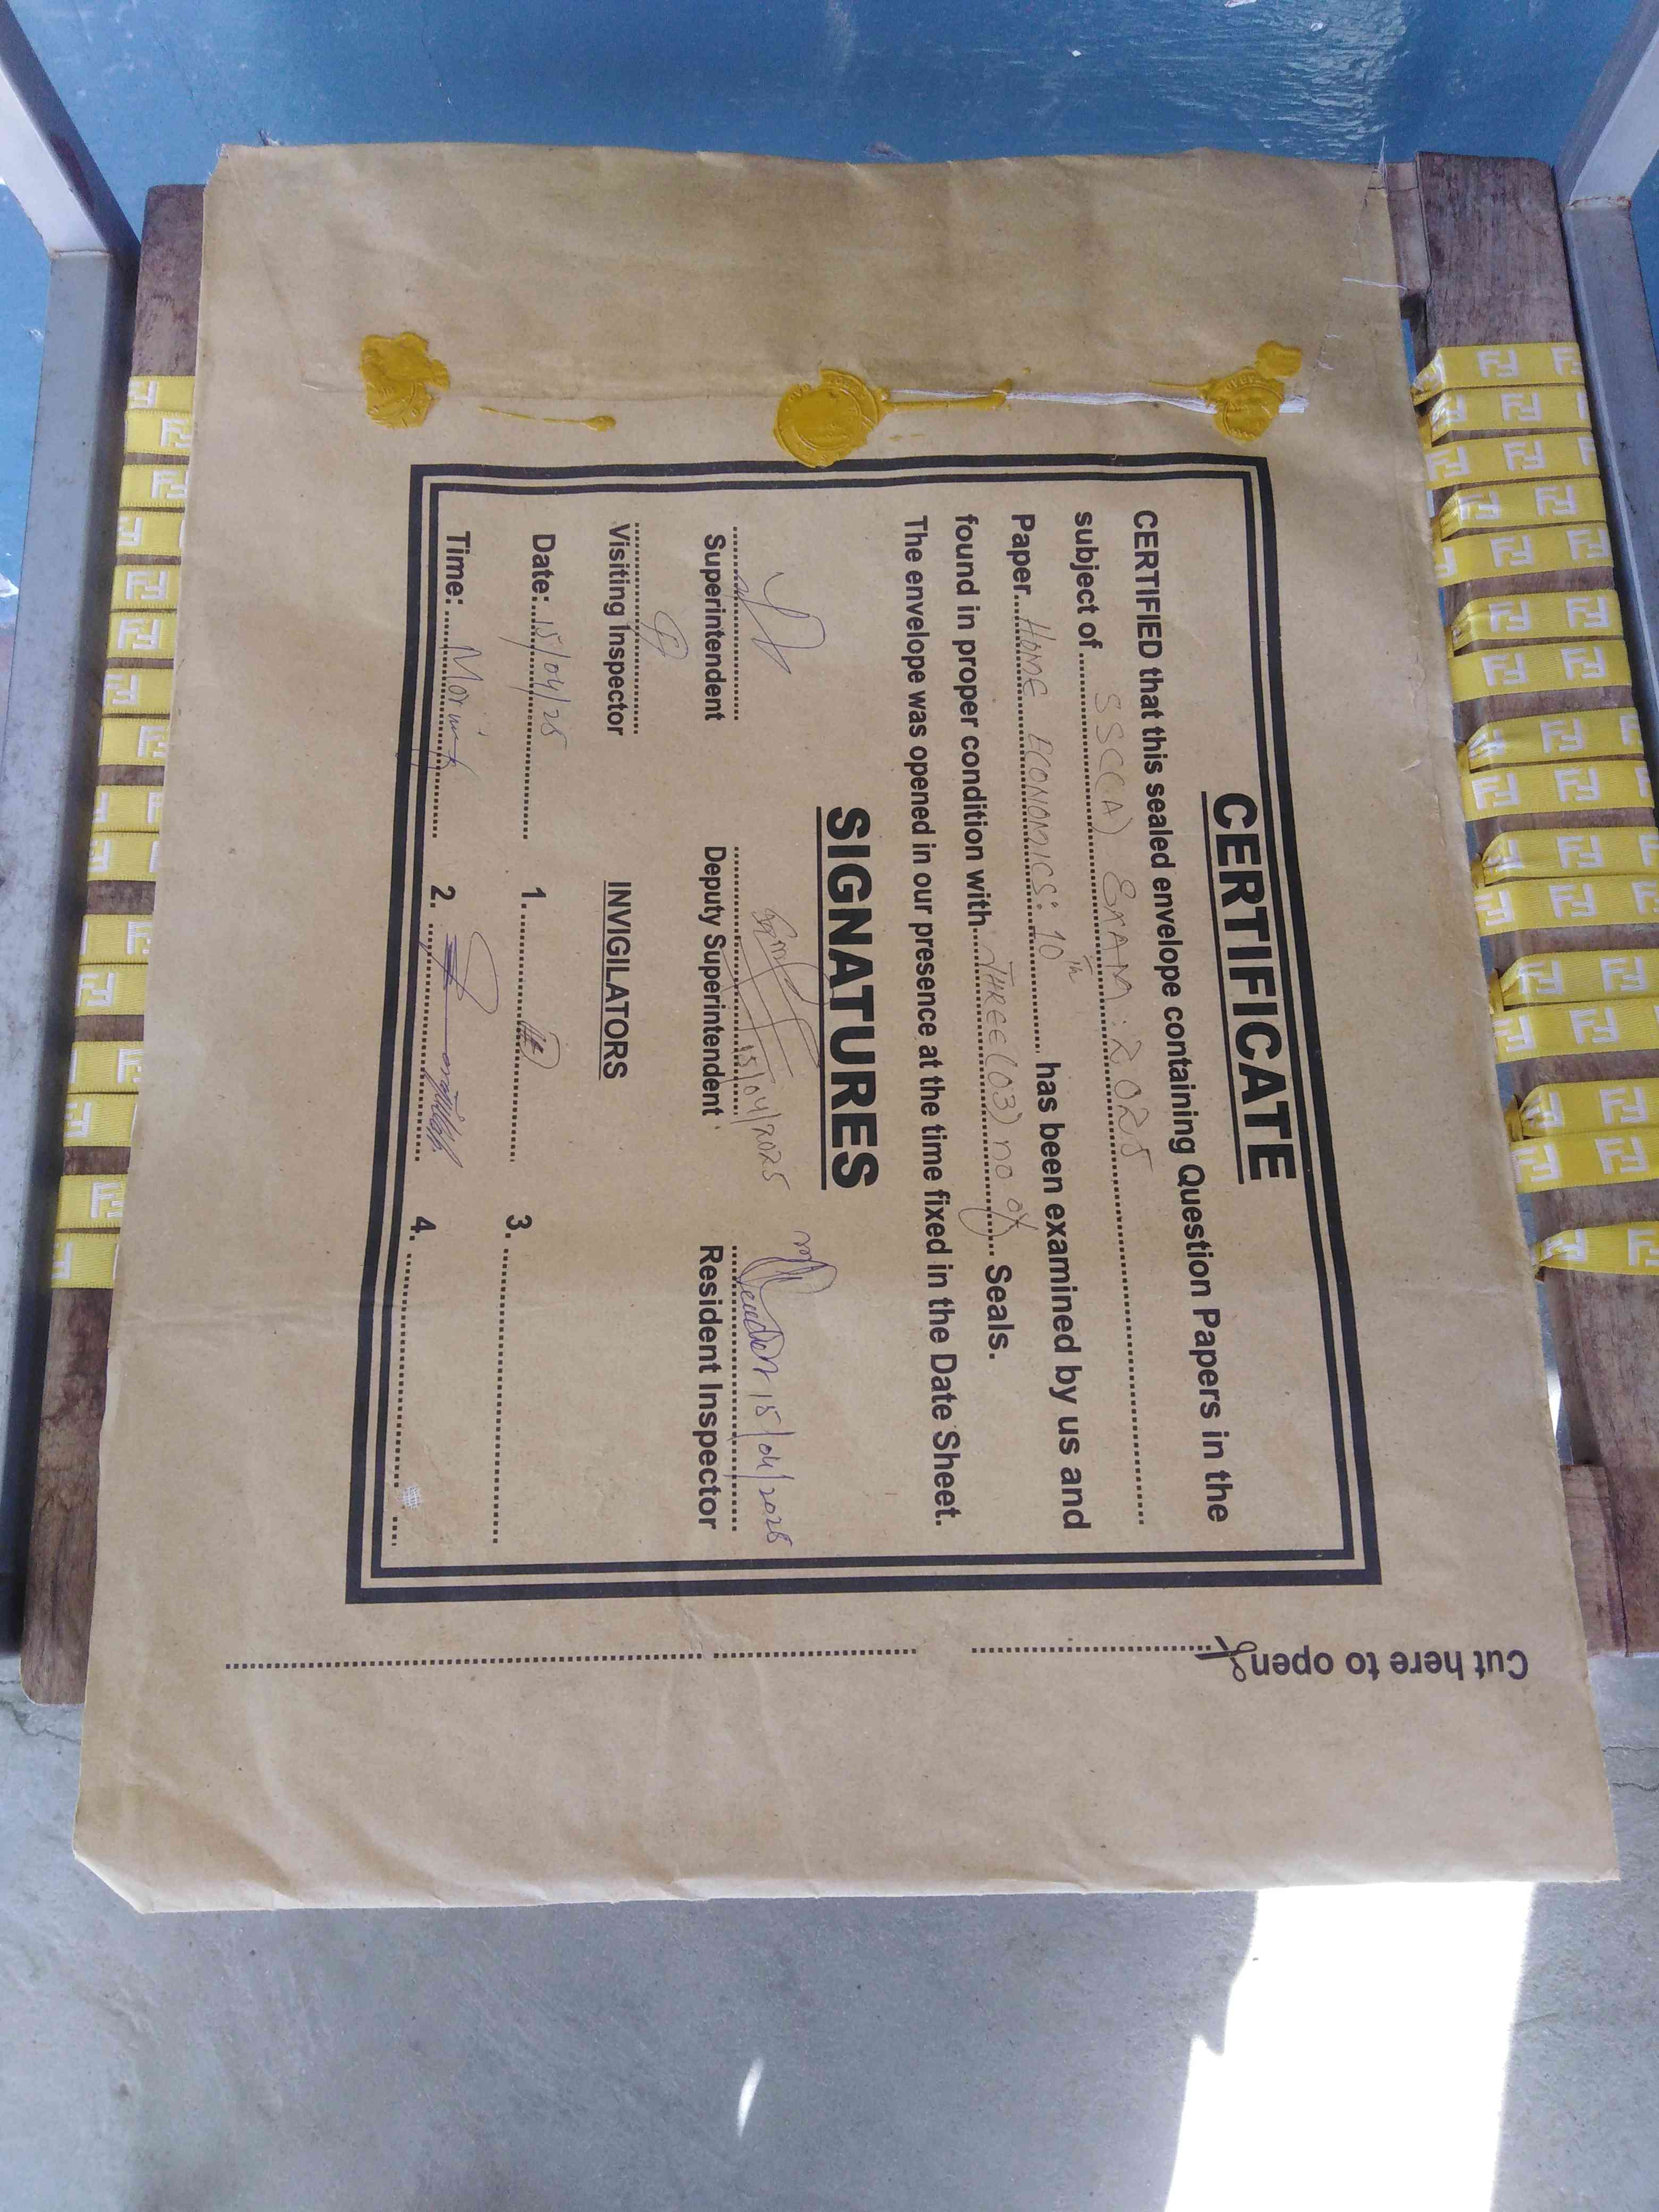 CERTIFICATE
CERTIFIED that this sealed envelope containing Question Papers in the
subject of SSC(A) EXAM: 2025
Paper HOME ECONOMICS: 10th has been examined by us and
found in proper condition with THREE (03) no of Seals.
The envelope was opened in our presence at the time fixed in the Date Sheet.
SIGNATURES
15/04/2025 15/04/2025
Superintendent Deputy Superintendent Resident Inspector
Visiting Inspector INVIGILATORS
Date: 15/04/25 1. 3.
Time: Morning 2. 4.
Cut here to open